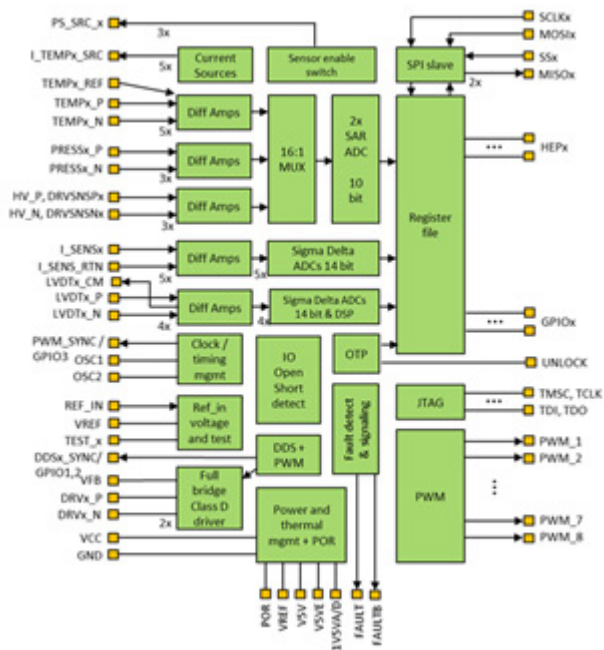 PS_SRC_x
3x
I_TEMPx_SRC
5x
Current
Sources
Sensor enable
switch
SPI slave
2x
SCLKx
MOSIx
SSx
MISOx
TEMPx_REF
TEMPx_P
TEMPx_N
5x
Diff Amps
PRESSx_P
PRESSx_N
3x
Diff Amps
HV_P, DRVSNSPx
HV_N, DRVSNSNx
3x
Diff Amps
16:1
MUX
2x
SAR
ADC
10
bit
Register
file
HEPx
I_SENSx
I_SENS_RTN
5x
Diff Amps
5x
Sigma Delta
ADCs 14 bit
LVDTx_CM
LVDTx_P
LVDTx_N
4x
Diff Amps
4x
Sigma Delta ADCs
14 bit & DSP
GPIOx
PWM_SYNC /
GPIO3
OSC1
OSC2
Clock /
timing
mgmt
IO
Open
Short
detect
OTP
UNLOCK
REF_IN
VREF
TEST_x
Ref_in
voltage
and test
Fault detect
& signaling
JTAG
TMSC, TCLK
TDI, TDO
DDSx_SYNC/
GPIO1,2
VFB
DRVx_P
DRVx_N
2x
Full
bridge
Class D
driver
DDS +
PWM
PWM
PWM_1
PWM_2
PWM_7
PWM_8
VCC
GND
Power and
thermal
mgmt + POR
POR
VREF
V5V
VSVE
1V5VA/D
FAULT
FAULTB